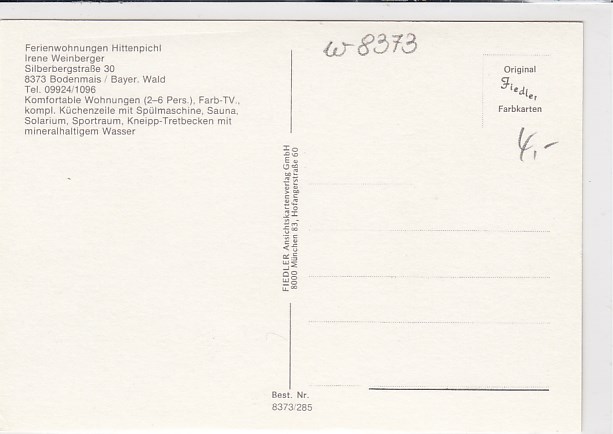 Ferienwohnungen Hittenpichl
Irene Weinberger
Silberbergstraße 30
8373 Bodenmais / Bayer. Wald
Tel. 09924/1096
Komfortable Wohnungen (2–6 Pers.), Farb-TV.,
kompl. Küchenzeile mit Spülmaschine, Sauna,
Solarium, Sportraum, Kneipp-Tretbecken mit
mineralhaltigem Wasser
w 8373
Original
Fiedler
Farbkarten
4,-
FIEDLER Ansichtskartenverlag GmbH
8000 München 83, Hofangerstraße 60
Best. Nr.
8373/285